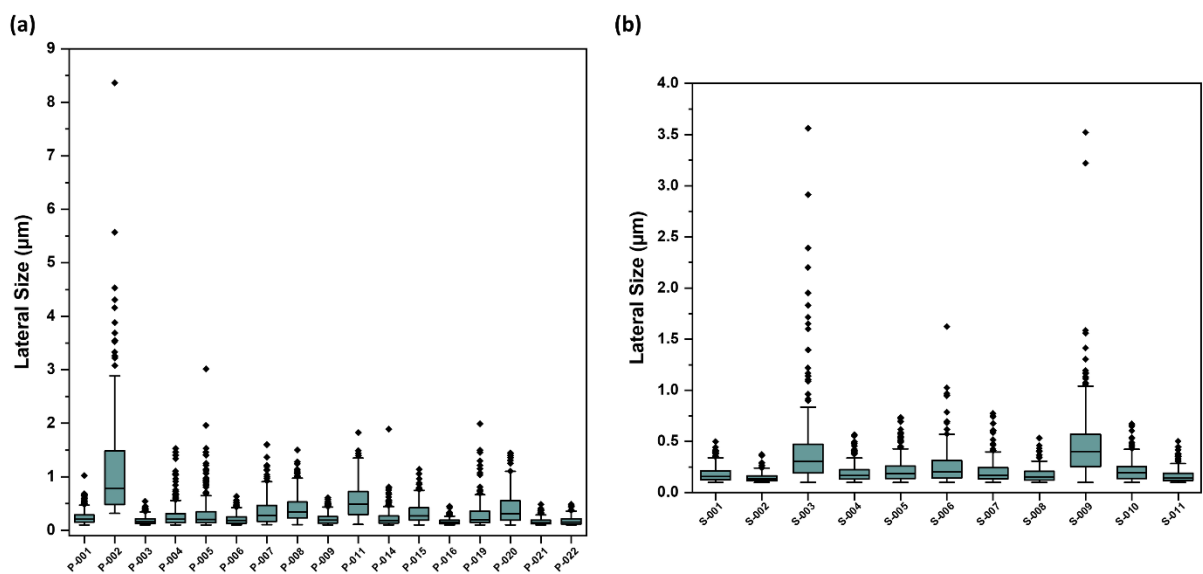 (a)
9
8
7
6
5
4
3
2
1
0
Lateral Size (µm)
P-001
P-002
P-003
P-004
P-005
P-006
P-007
P-008
P-009
P-011
P-014
P-015
P-016
P-019
P-020
P-021
P-022
(b)
4.0
3.5
3.0
2.5
2.0
1.5
1.0
0.5
0.0
Lateral Size (µm)
S-001
S-002
S-003
S-004
S-005
S-006
S-007
S-008
S-009
S-010
S-011